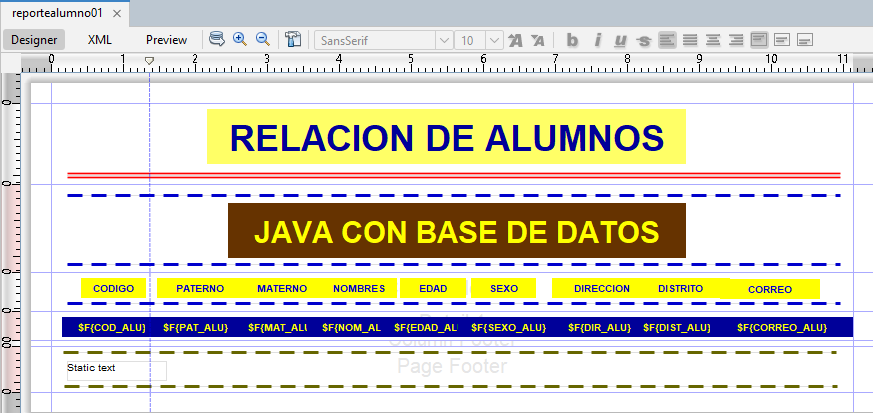 reportealumno01
Designer XML Preview SansSerif 10
0 1 2 3 4 5 6 7 8 9 10 11
RELACION DE ALUMNOS
JAVA CON BASE DE DATOS
CODIGO PATERNO MATERNO NOMBRES EDAD SEXO DIRECCION DISTRITO CORREO
$F{COD_ALU} $F{PAT_ALU} $F{MAT_ALU $F{NOM_AL $F{EDAD_ALU $F{SEXO_ALU} $F{DIR_ALU} $F{DIST_ALU} $F{CORREO_ALU}
Column Footer
Static text
Page Footer